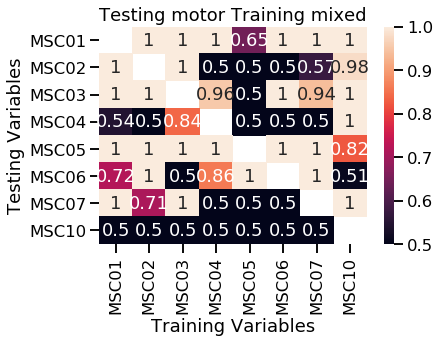 Testing motor Training mixed
Testing Variables
MSC01 1 1 1 0.65 1 1 1
MSC02 1 1 0.5 0.5 0.5 0.57 0.98
MSC03 1 1 0.96 0.5 1 0.94 1
MSC04 0.54 0.5 0.84 0.5 0.5 0.5 1
MSC05 1 1 1 1 1 1 0.82
MSC06 0.72 1 0.5 0.86 1 1 0.51
MSC07 1 0.71 1 0.5 0.5 0.5 1
MSC10 0.5 0.5 0.5 0.5 0.5 0.5 0.5
MSC01 MSC02 MSC03 MSC04 MSC05 MSC06 MSC07 MSC10
Training Variables
1.0
0.9
0.8
0.7
0.6
0.5